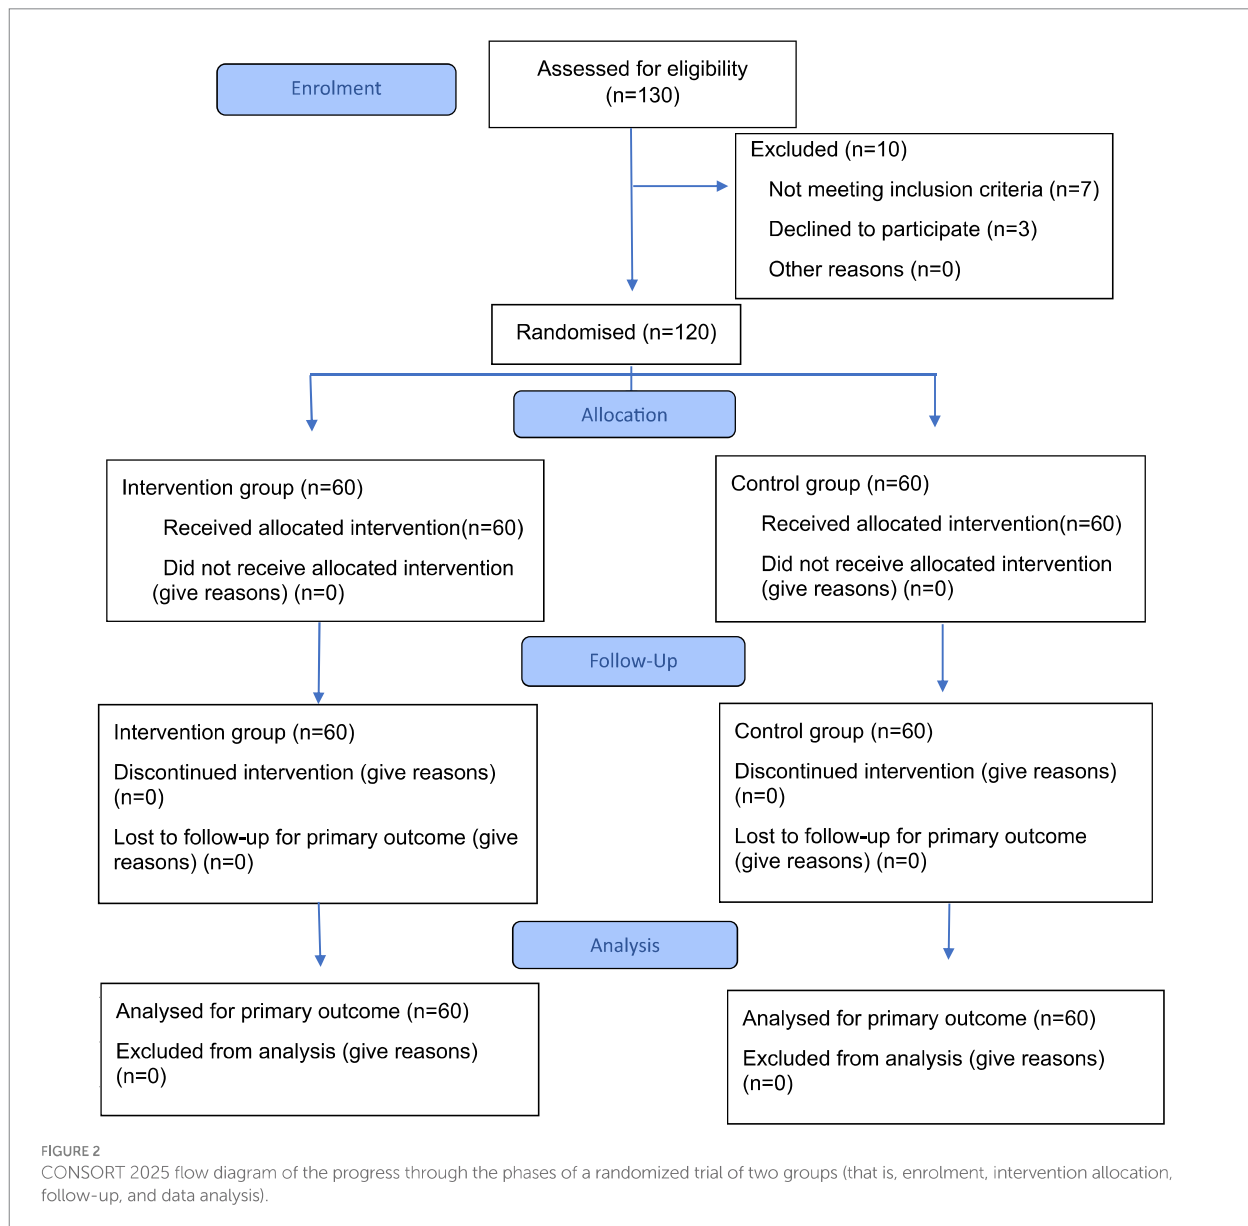 Enrolment
Assessed for eligibility
(n=130)
Excluded (n=10)
Not meeting inclusion criteria (n=7)
Declined to participate (n=3)
Other reasons (n=0)
Randomised (n=120)
Allocation
Intervention group (n=60)
Received allocated intervention(n=60)
Did not receive allocated intervention
(give reasons) (n=0)
Control group (n=60)
Received allocated intervention(n=60)
Did not receive allocated intervention
(give reasons) (n=0)
Follow-Up
Intervention group (n=60)
Discontinued intervention (give reasons)
(n=0)
Lost to follow-up for primary outcome (give
reasons) (n=0)
Control group (n=60)
Discontinued intervention (give reasons)
(n=0)
Lost to follow-up for primary outcome
(give reasons) (n=0)
Analysis
Analysed for primary outcome (n=60)
Excluded from analysis (give reasons)
(n=0)
Analysed for primary outcome (n=60)
Excluded from analysis (give reasons)
(n=0)
FIGURE 2
CONSORT 2025 flow diagram of the progress through the phases of a randomized trial of two groups (that is, enrolment, intervention allocation,
follow-up, and data analysis).